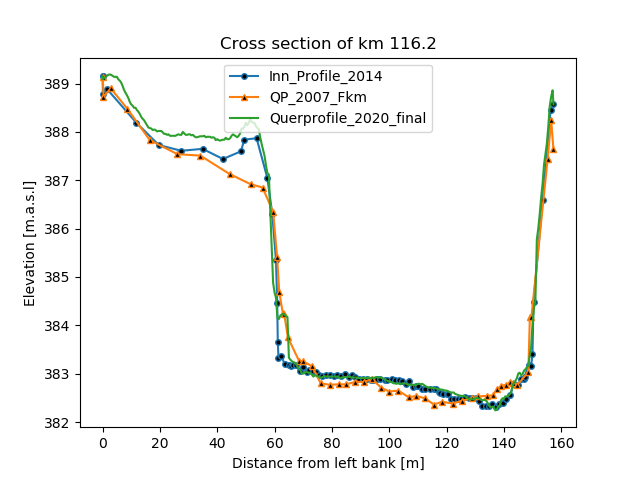 Cross section of km 116.2
Inn_Profile_2014
QP_2007_Fkm
Querprofile_2020_final
Elevation [m.a.s.l]
389
388
387
386
385
384
383
382
0 20 40 60 80 100 120 140 160
Distance from left bank [m]